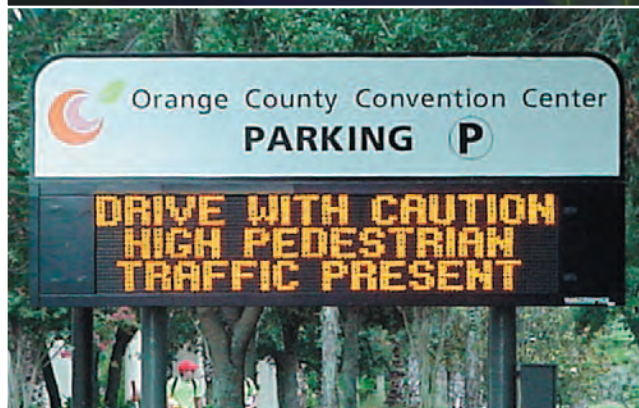 Orange County Convention Center
PARKING P
DRIVE WITH CAUTION
HIGH PEDESTRIAN
TRAFFIC PRESENT